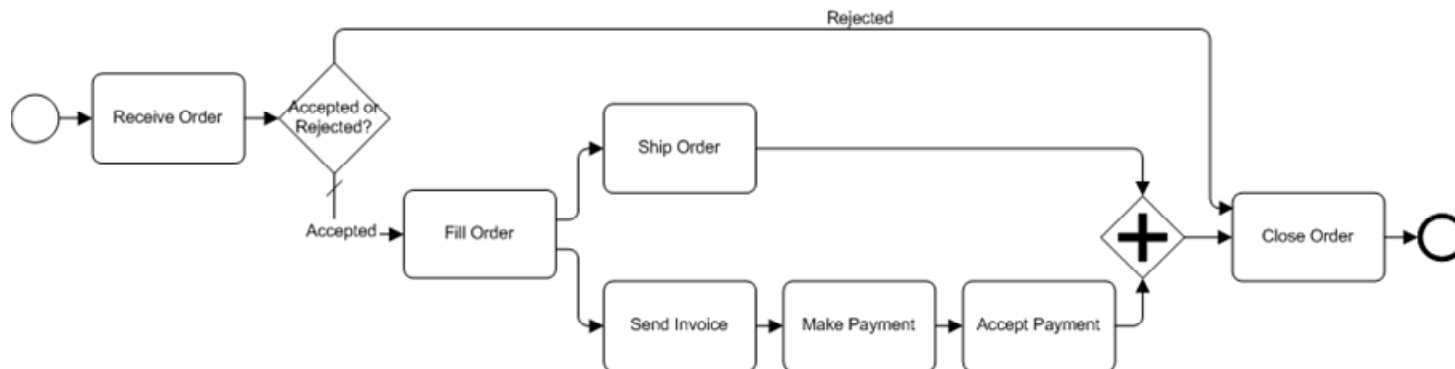 Rejected
Receive Order
Accepted or
Rejected?
Ship Order
Accepted
Fill Order
Close Order
Send Invoice
Make Payment
Accept Payment